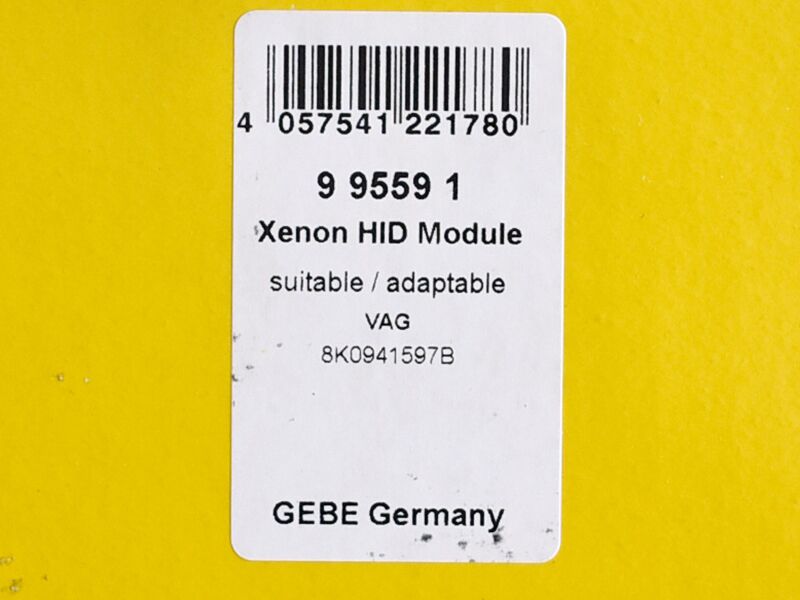 4 057541 221780
9 9559 1
Xenon HID Module
suitable / adaptable
VAG
8K0941597B
GEBE Germany